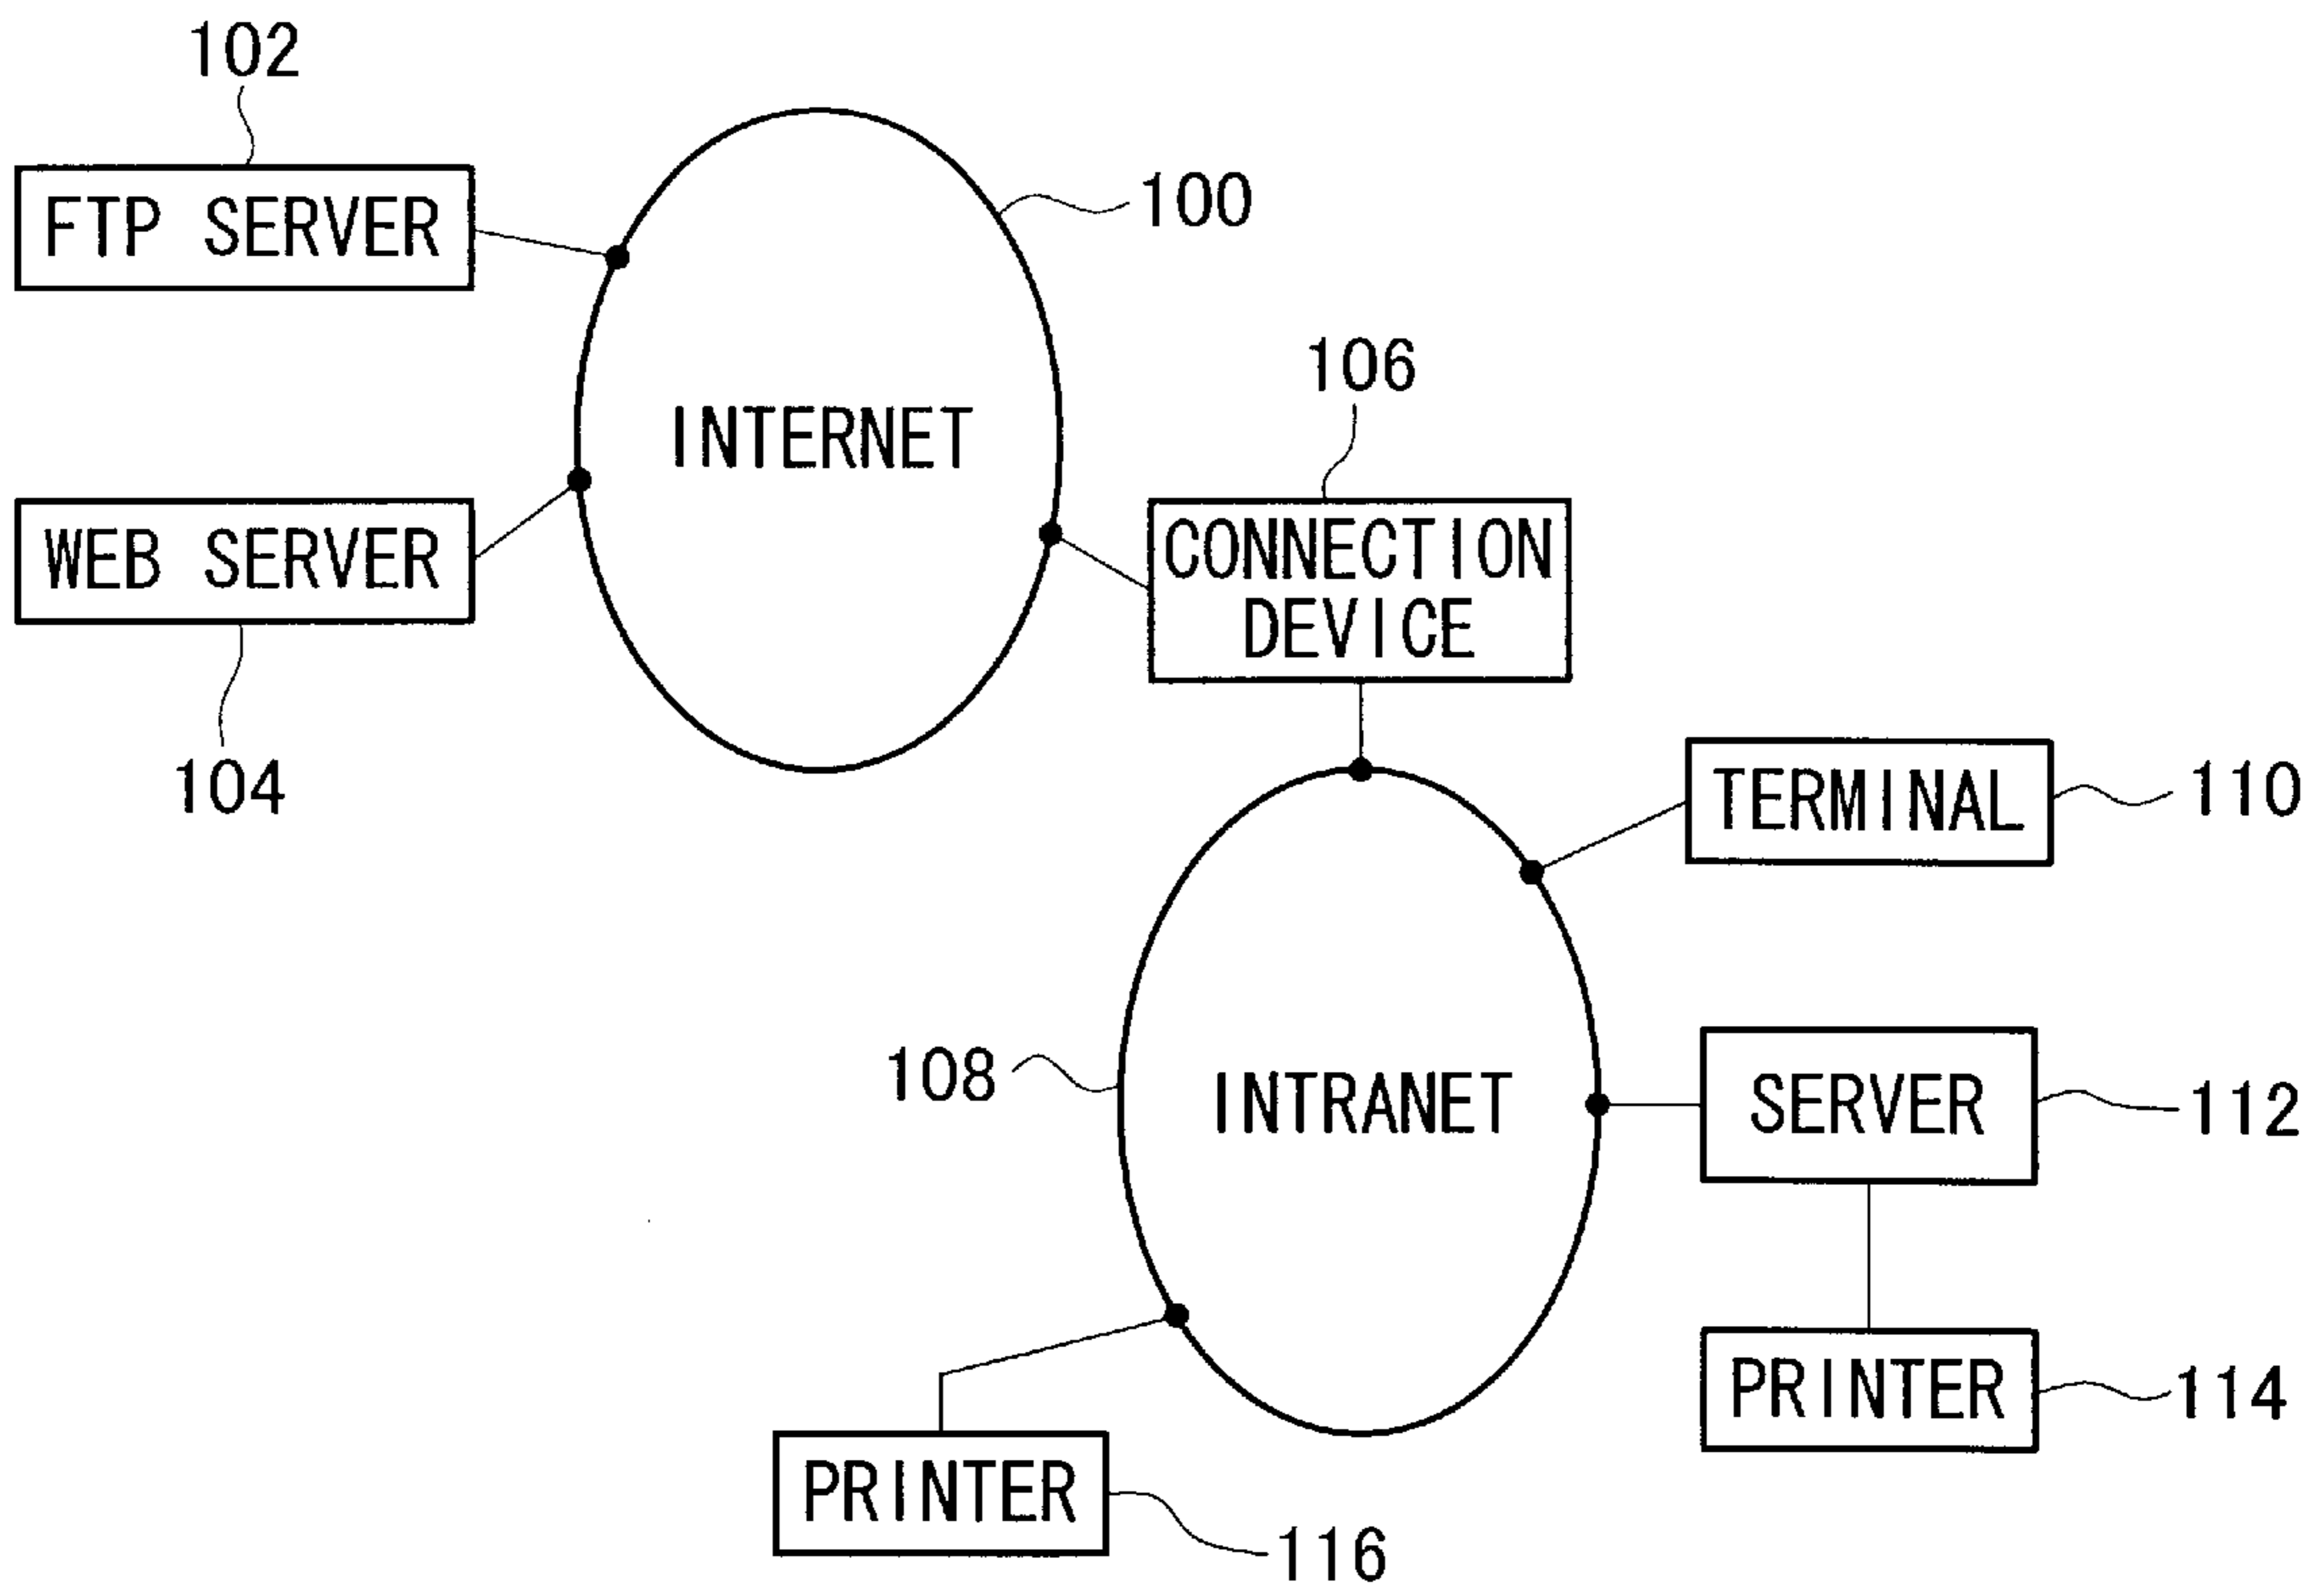 102
FTP SERVER
100
INTERNET
106
WEB SERVER
CONNECTION
DEVICE
104
TERMINAL
110
108
INTRANET
SERVER
112
PRINTER
114
PRINTER
116